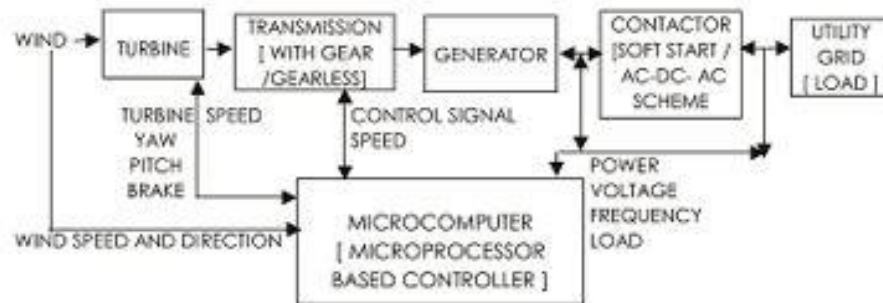 WIND
TURBINE
TRANSMISSION
[ WITH GEAR
/GEARLESS]
GENERATOR
CONTACTOR
[SOFT START /
AC-DC- AC
SCHEME
UTILITY
GRID
[ LOAD ]
TURBINE SPEED
YAW
PITCH
BRAKE
CONTROL SIGNAL
SPEED
POWER
VOLTAGE
FREQUENCY
LOAD
WIND SPEED AND DIRECTION
MICROCOMPUTER
[ MICROPROCESSOR
BASED CONTROLLER ]